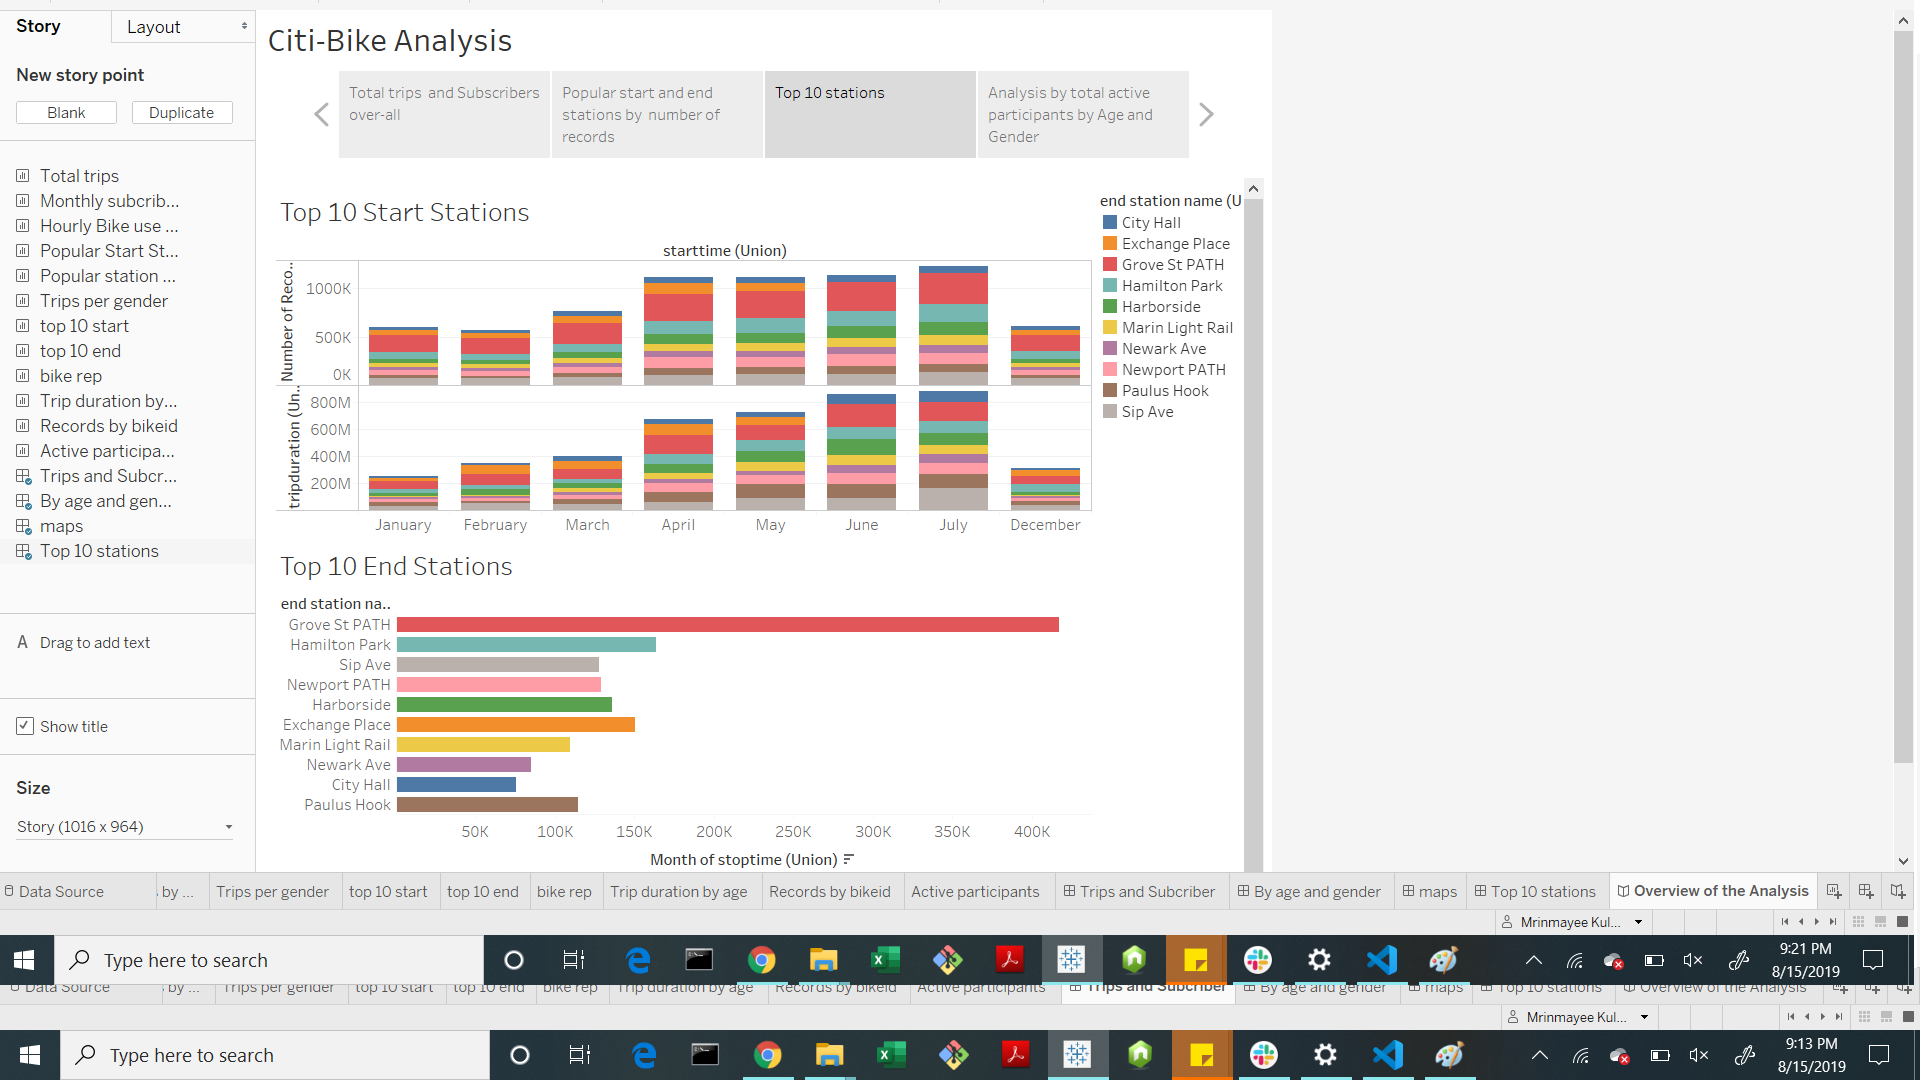 Story
Layout
New story point
Blank
Duplicate
Total trips
Monthly subcrib...
Hourly Bike use ...
Popular Start St...
Popular station ...
Trips per gender
top 10 start
top 10 end
bike rep
Trip duration by...
Records by bikeid
Active participa...
Trips and Subcr...
By age and gen...
maps
Top 10 stations
A Drag to add text
Show title
Size
Story (1016 x 964)
Citi-Bike Analysis
Total trips and Subscribers
over-all
Popular start and end
stations by number of
records
Top 10 stations
Analysis by total active
participants by Age and
Gender
Top 10 Start Stations
starttime (Union)
Number of Reco..
1000K
500K
0K
tripduration (Un..
800M
600M
400M
200M
January February March April May June July December
end station name (U
City Hall
Exchange Place
Grove St PATH
Hamilton Park
Harborside
Marin Light Rail
Newark Ave
Newport PATH
Paulus Hook
Sip Ave
Top 10 End Stations
end station na..
Grove St PATH
Hamilton Park
Sip Ave
Newport PATH
Harborside
Exchange Place
Marin Light Rail
Newark Ave
City Hall
Paulus Hook
50K 100K 150K 200K 250K 300K 350K 400K
Month of stoptime (Union)
Data Source s by ... Trips per gender top 10 start top 10 end bike rep Trip duration by age Records by bikeid Active participants Trips and Subcriber By age and gender maps Top 10 stations Overview of the Analysis
Mrinmayee Kul...
Type here to search
9:21 PM
8/15/2019
Data Source s by ... Trips per gender top 10 start top 10 end bike rep Trip duration by age Records by bikeid Active participants Trips and Subcriber By age and gender maps Top 10 stations Overview of the Analysis
Mrinmayee Kul...
Type here to search
9:13 PM
8/15/2019